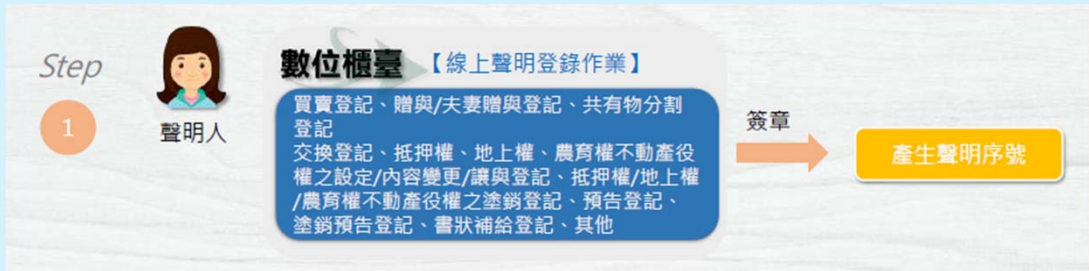 Step
1
聲明人
數位櫃臺【線上聲明登錄作業】
買賣登記、贈與/夫妻贈與登記、共有物分割
登記
交換登記、抵押權、地上權、農育權不動產役
權之設定/內容變更/讓與登記、抵押權/地上權
/農育權不動產役權之塗銷登記、預告登記、
塗銷預告登記、書狀補給登記、其他
簽章
產生聲明序號